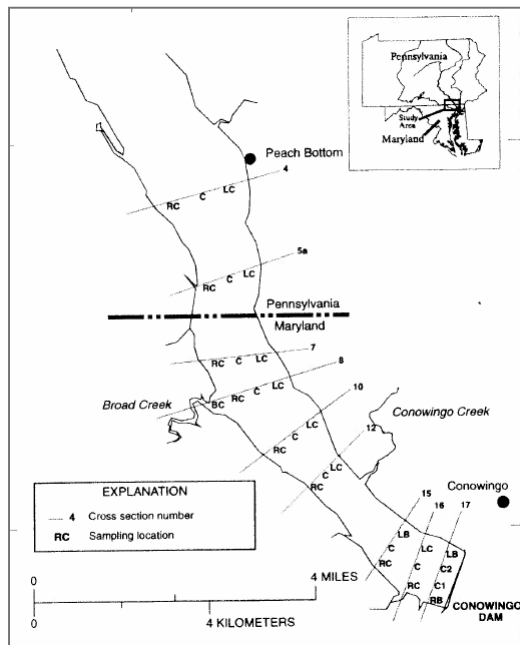 Pennsylvania
Study
Area
Maryland
Peach Bottom
4
RC C LC
5a
RC C LC
Pennsylvania
Maryland
7
RC C LC
8
BC RC C LC
Broad Creek
10
RC C LC
Conowingo Creek
12
RC C LC
Conowingo
15
LB
C
RC
16
LC
C
RC
17
LB
C2
C1
RB
CONOWINGO
DAM
EXPLANATION
4 Cross section number
RC Sampling location
0 4 MILES
0 4 KILOMETERS